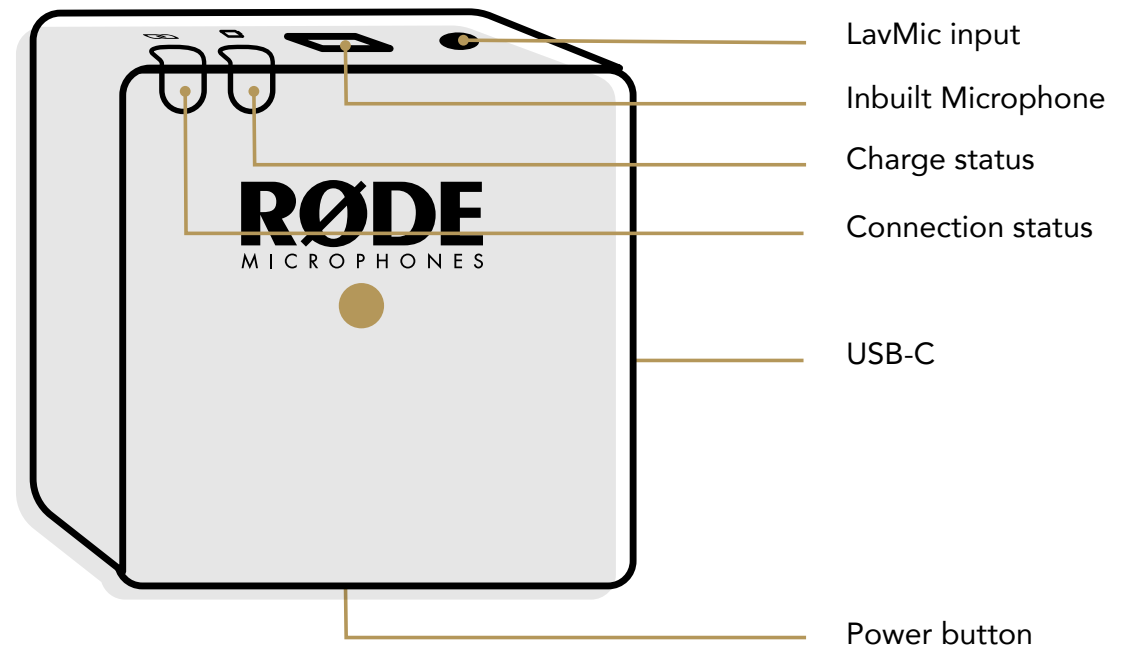 LavMic input
Inbuilt Microphone
Charge status
RØDE
MICROPHONES
Connection status
USB-C
Power button